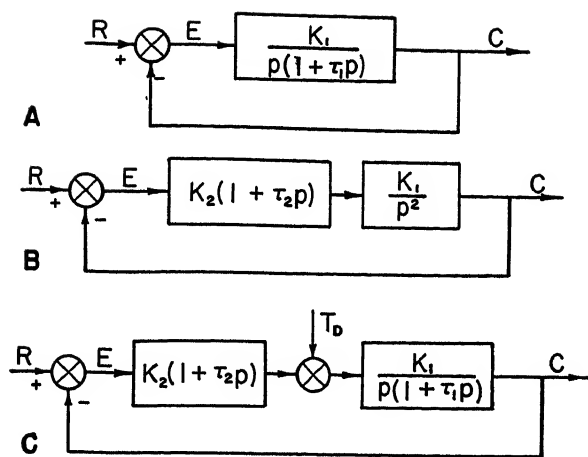 R E K₁/p(1 + τ₁p) C
+ -
A
R E K₂(1 + τ₂p) K₁/p² C
+ -
B
T_D
R E K₂(1 + τ₂p) K₁/p(1 + τ₁p) C
+ -
C